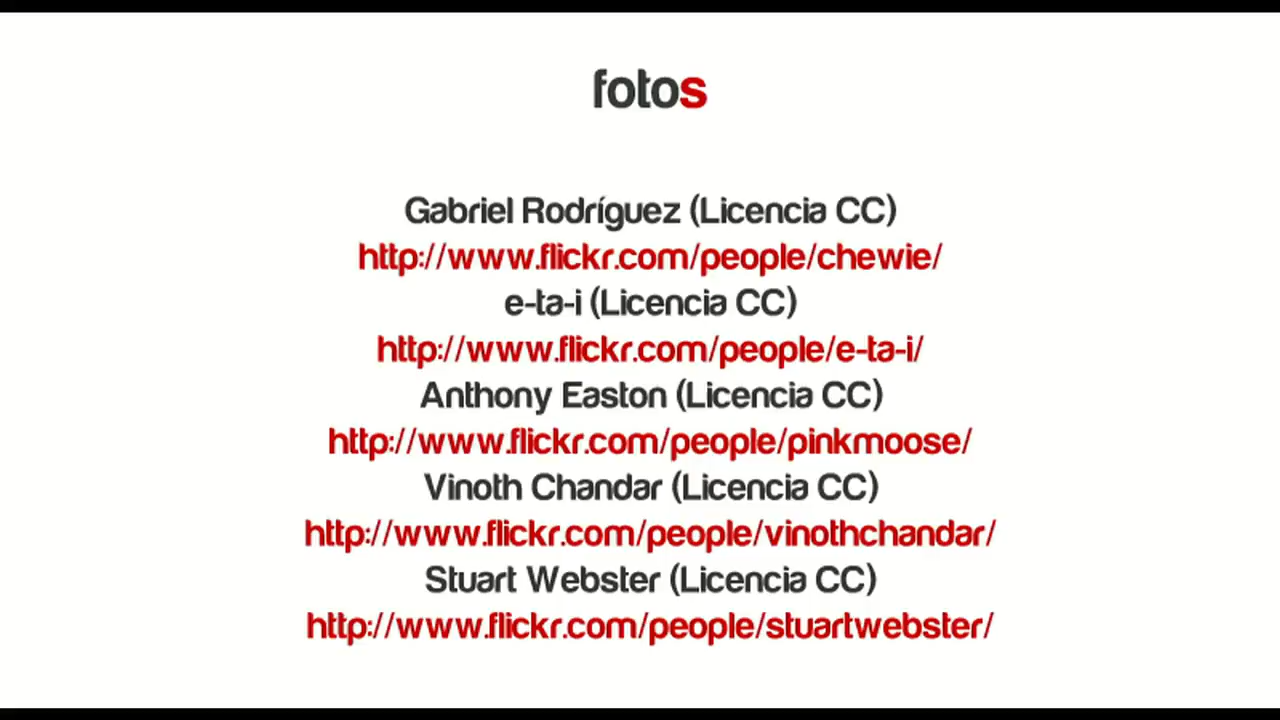 fotos
Gabriel Rodríguez (Licencia CC)
http://www.flickr.com/people/chewie/
e-ta-i (Licencia CC)
http://www.flickr.com/people/e-ta-i/
Anthony Easton (Licencia CC)
http://www.flickr.com/people/pinkmoose/
Vinoth Chandar (Licencia CC)
http://www.flickr.com/people/vinothchandar/
Stuart Webster (Licencia CC)
http://www.flickr.com/people/stuartwebster/